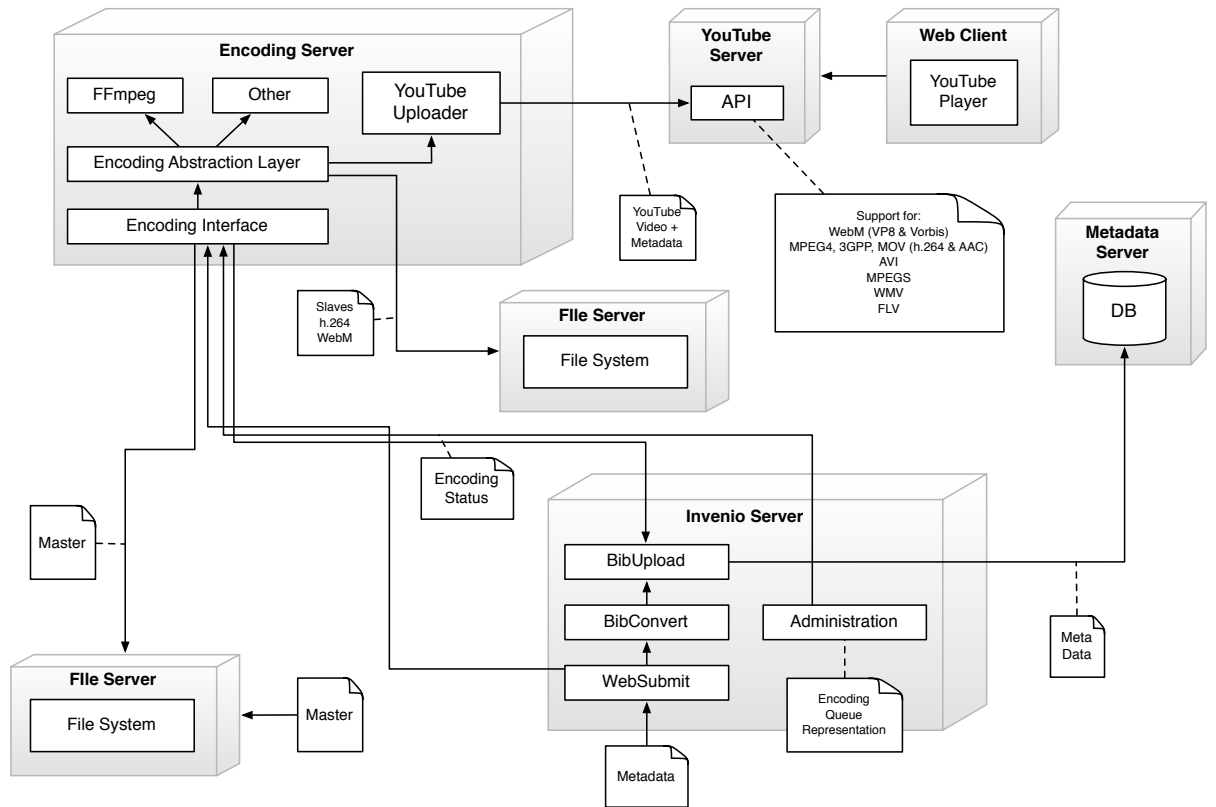 Encoding Server
FFmpeg
Other
YouTube
Uploader
Encoding Abstraction Layer
Encoding Interface
YouTube
Server
API
Web Client
YouTube
Player
YouTube
Video +
Metadata
Support for:
WebM (VP8 & Vorbis)
MPEG4, 3GPP, MOV (h.264 & AAC)
AVI
MPEGS
WMV
FLV
Metadata
Server
DB
Slaves
h.264
WebM
FIle Server
File System
Encoding
Status
Invenio Server
BibUpload
BibConvert
WebSubmit
Administration
Encoding
Queue
Representation
Metadata
Meta
Data
Master
FIle Server
File System
Master